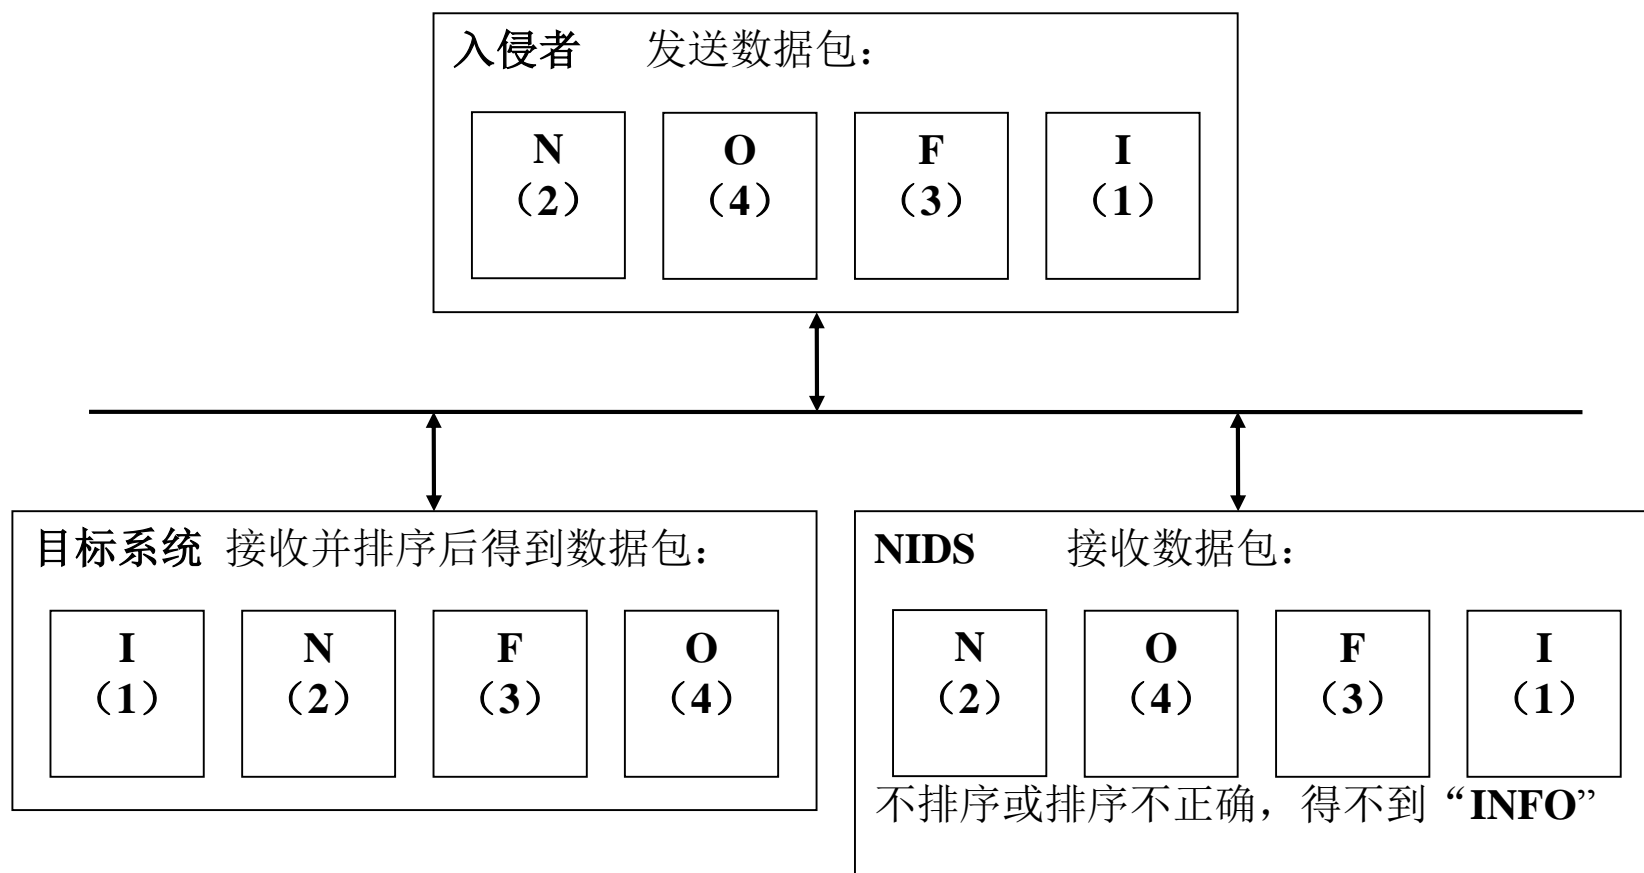 入侵者 发送数据包：
N O F I
（2） （4） （3） （1）
目标系统 接收并排序后得到数据包：
I N F O
（1） （2） （3） （4）
NIDS 接收数据包：
N O F I
（2） （4） （3） （1）
不排序或排序不正确，得不到“INFO”